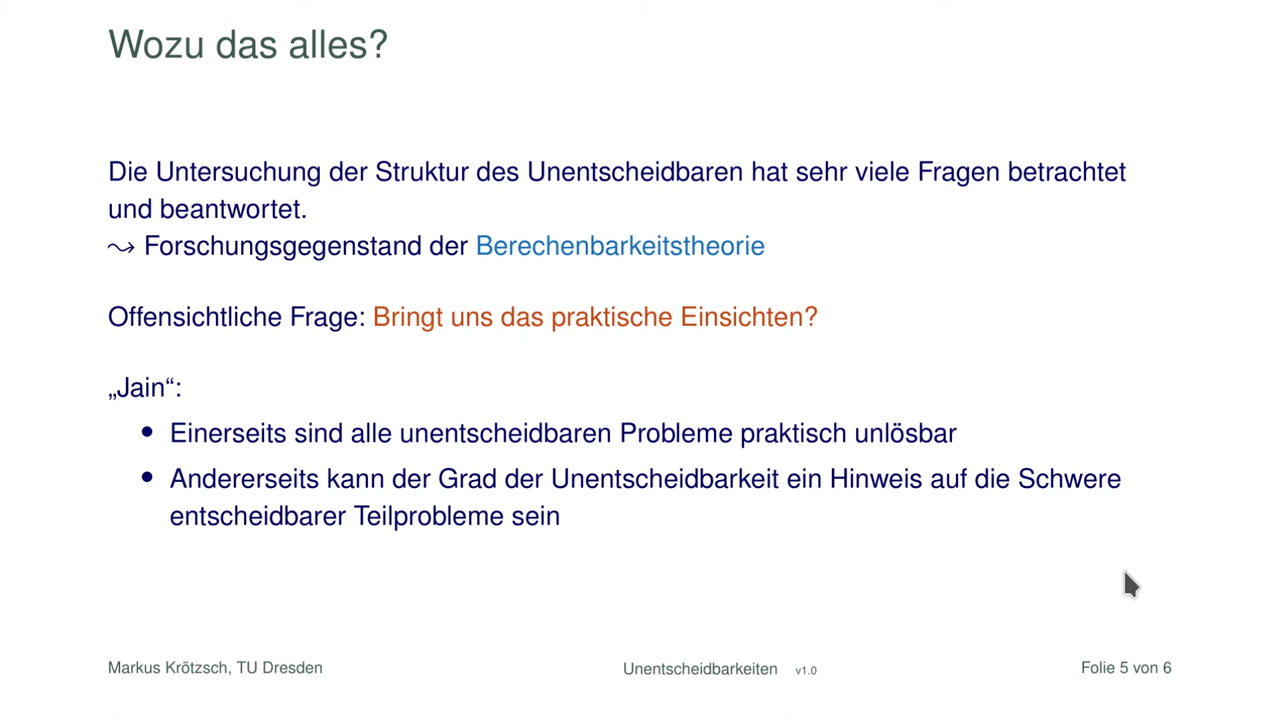 Wozu das alles?
Die Untersuchung der Struktur des Unentscheidbaren hat sehr viele Fragen betrachtet
und beantwortet.
⤳ Forschungsgegenstand der Berechenbarkeitstheorie
Offensichtliche Frage: Bringt uns das praktische Einsichten?
„Jain“:
• Einerseits sind alle unentscheidbaren Probleme praktisch unlösbar
• Andererseits kann der Grad der Unentscheidbarkeit ein Hinweis auf die Schwere
entscheidbarer Teilprobleme sein
Markus Krötzsch, TU Dresden Unentscheidbarkeiten v1.0 Folie 5 von 6